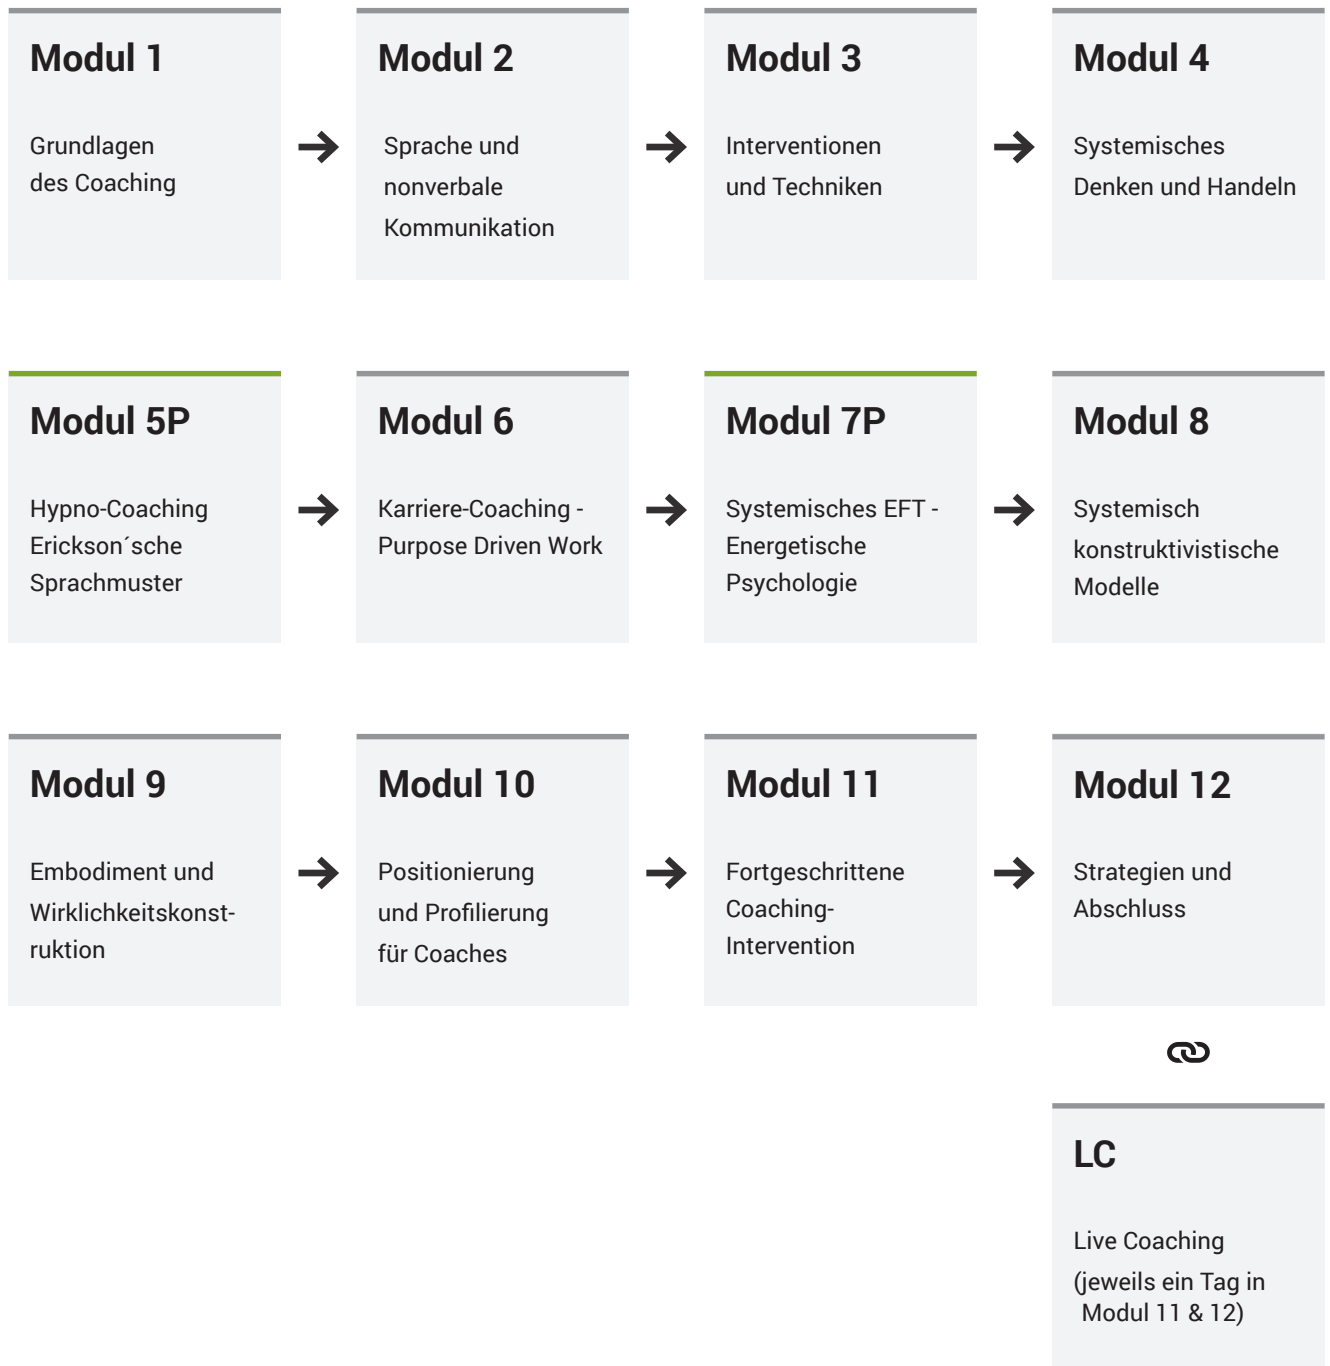 Modul 1
Grundlagen
des Coaching
Modul 2
Sprache und
nonverbale
Kommunikation
Modul 3
Interventionen
und Techniken
Modul 4
Systemisches
Denken und Handeln
Modul 5P
Hypno-Coaching
Erickson´sche
Sprachmuster
Modul 6
Karriere-Coaching -
Purpose Driven Work
Modul 7P
Systemisches EFT -
Energetische
Psychologie
Modul 8
Systemisch
konstruktivistische
Modelle
Modul 9
Embodiment und
Wirklichkeitskonst-
ruktion
Modul 10
Positionierung
und Profilierung
für Coaches
Modul 11
Fortgeschrittene
Coaching-
Intervention
Modul 12
Strategien und
Abschluss
LC
Live Coaching
(jeweils ein Tag in
Modul 11 & 12)